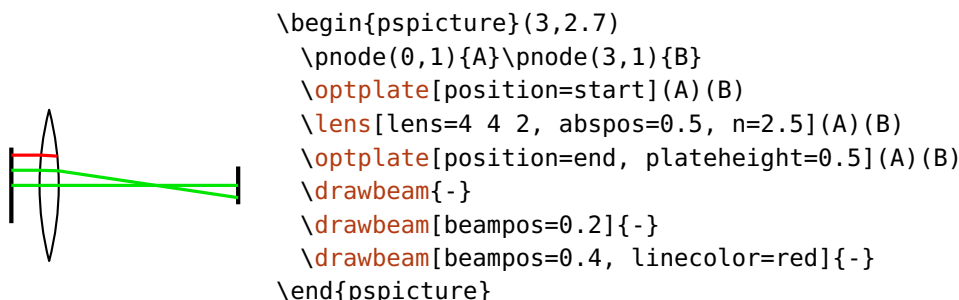 \begin{pspicture}(3,2.7)
  \pnode(0,1){A}\pnode(3,1){B}
  \optplate[position=start](A)(B)
  \lens[lens=4 4 2, abspos=0.5, n=2.5](A)(B)
  \optplate[position=end, plateheight=0.5](A)(B)
  \drawbeam{-}
  \drawbeam[beampos=0.2]{-}
  \drawbeam[beampos=0.4, linecolor=red]{-}
\end{pspicture}